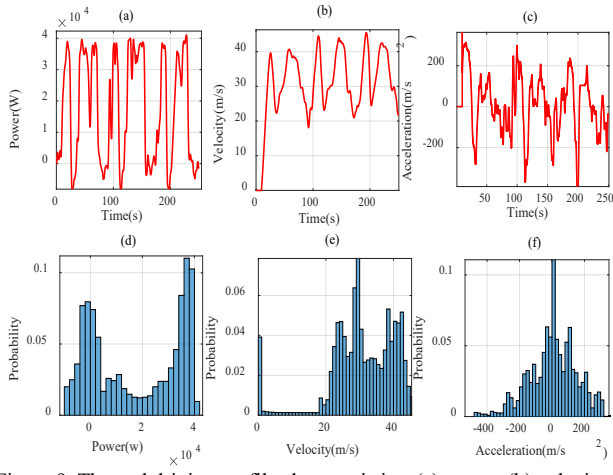 (a)
× 10^4
4
3
2
1
0
Power(W)
0
100
200
Time(s)
(b)
40
30
20
10
0
Velocity(m/s)
0
100
200
Time(s)
(c)
200
0
-200
Acceleration(m/s^2)
50
100
150
200
250
Time(s)
(d)
0.1
0.05
0
Probability
0
2
4
Power(w)
× 10^4
(e)
0.06
0.04
0.02
0
Probability
0
20
40
Velocity(m/s)
(f)
0.1
0.05
0
Probability
-400
-200
0
200
Acceleration(m/s^2